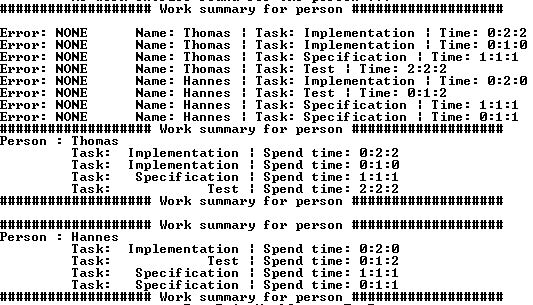 #################### Work summary for person ####################
Error: NONE Name: Thomas ¦ Task: Implementation ¦ Time: 0:2:2
Error: NONE Name: Thomas ¦ Task: Implementation ¦ Time: 0:1:0
Error: NONE Name: Thomas ¦ Task: Specification ¦ Time: 1:1:1
Error: NONE Name: Thomas ¦ Task: Test ¦ Time: 2:2:2
Error: NONE Name: Hannes ¦ Task: Implementation ¦ Time: 0:2:0
Error: NONE Name: Hannes ¦ Task: Test ¦ Time: 0:1:2
Error: NONE Name: Hannes ¦ Task: Specification ¦ Time: 1:1:1
Error: NONE Name: Hannes ¦ Task: Specification ¦ Time: 0:1:1
#################### Work summary for person ####################
Person : Thomas
Task: Implementation ¦ Spend time: 0:2:2
Task: Implementation ¦ Spend time: 0:1:0
Task: Specification ¦ Spend time: 1:1:1
Task: Test ¦ Spend time: 2:2:2
#################### Work summary for person ####################
#################### Work summary for person ####################
Person : Hannes
Task: Implementation ¦ Spend time: 0:2:0
Task: Test ¦ Spend time: 0:1:2
Task: Specification ¦ Spend time: 1:1:1
Task: Specification ¦ Spend time: 0:1:1
#################### Work summary for person ####################